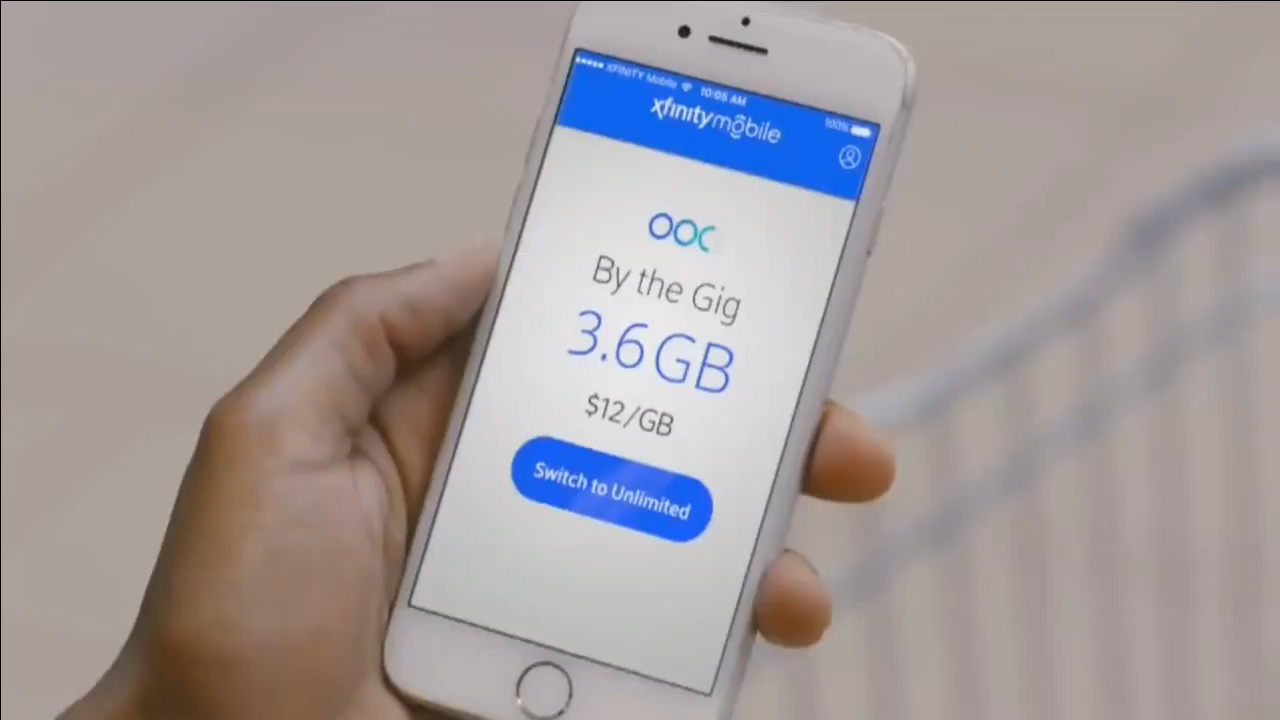 XFINITY Mobile 10:05 AM 100%
xfinity mobile
By the Gig
3.6 GB
$12/GB
Switch to Unlimited